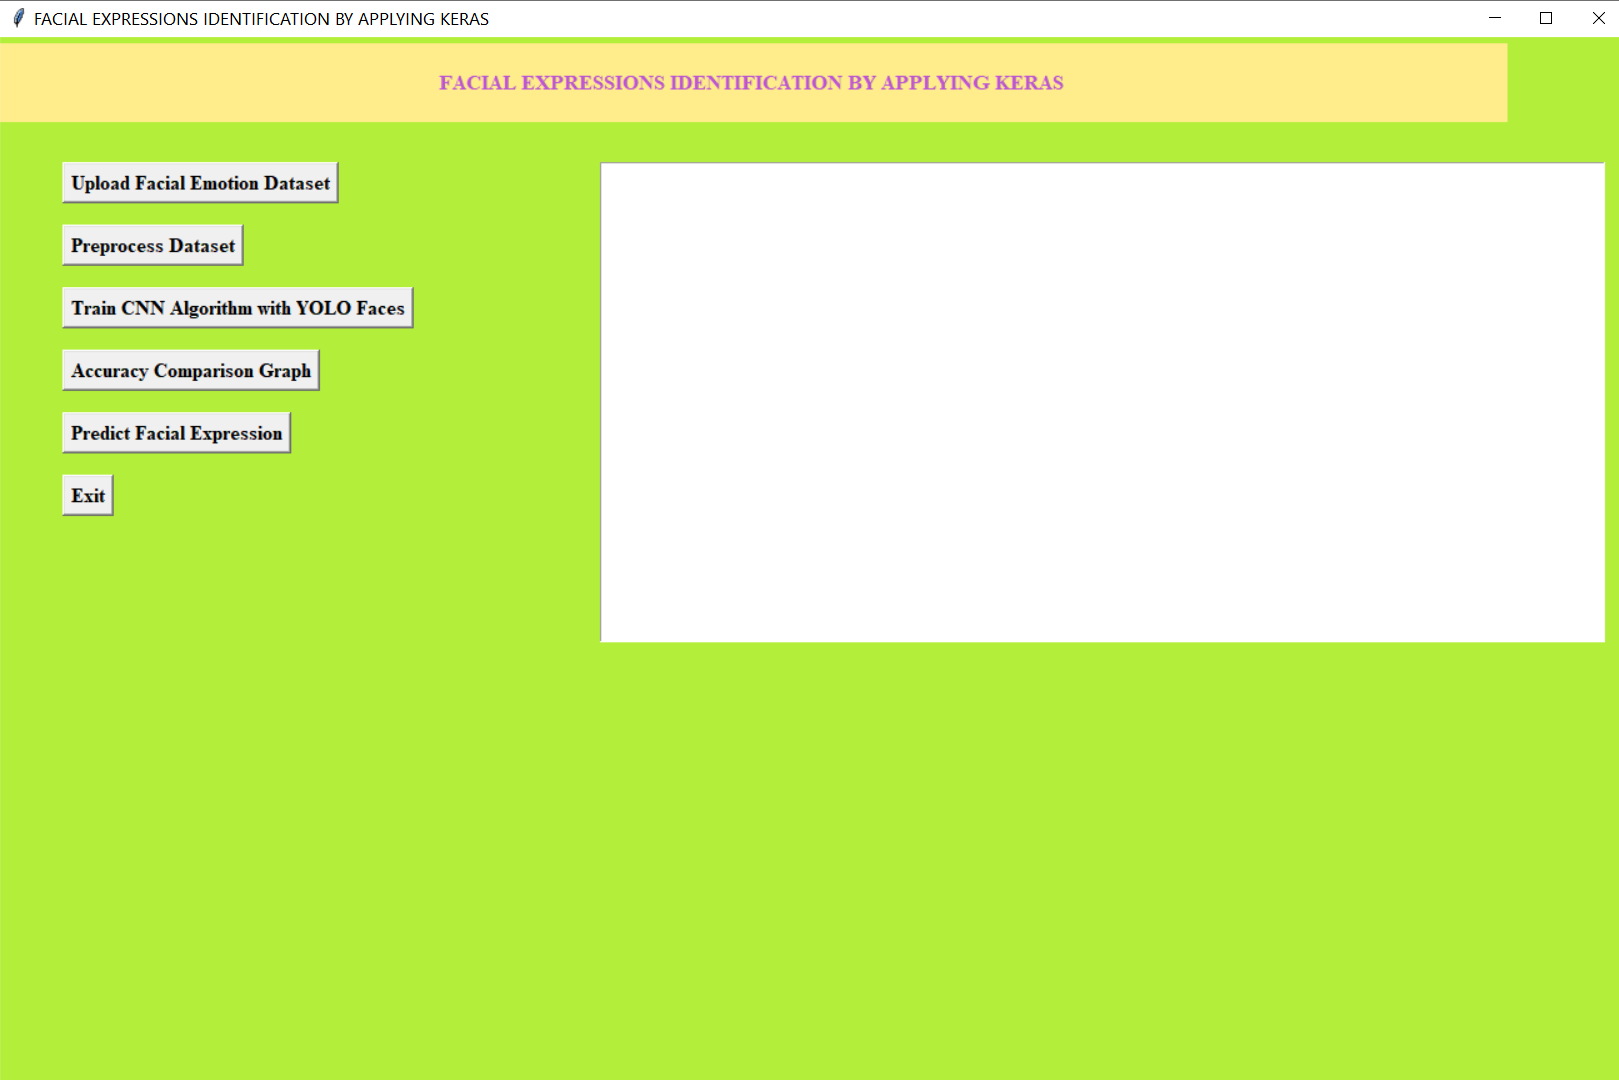 FACIAL EXPRESSIONS IDENTIFICATION BY APPLYING KERAS
FACIAL EXPRESSIONS IDENTIFICATION BY APPLYING KERAS
Upload Facial Emotion Dataset
Preprocess Dataset
Train CNN Algorithm with YOLO Faces
Accuracy Comparison Graph
Predict Facial Expression
Exit